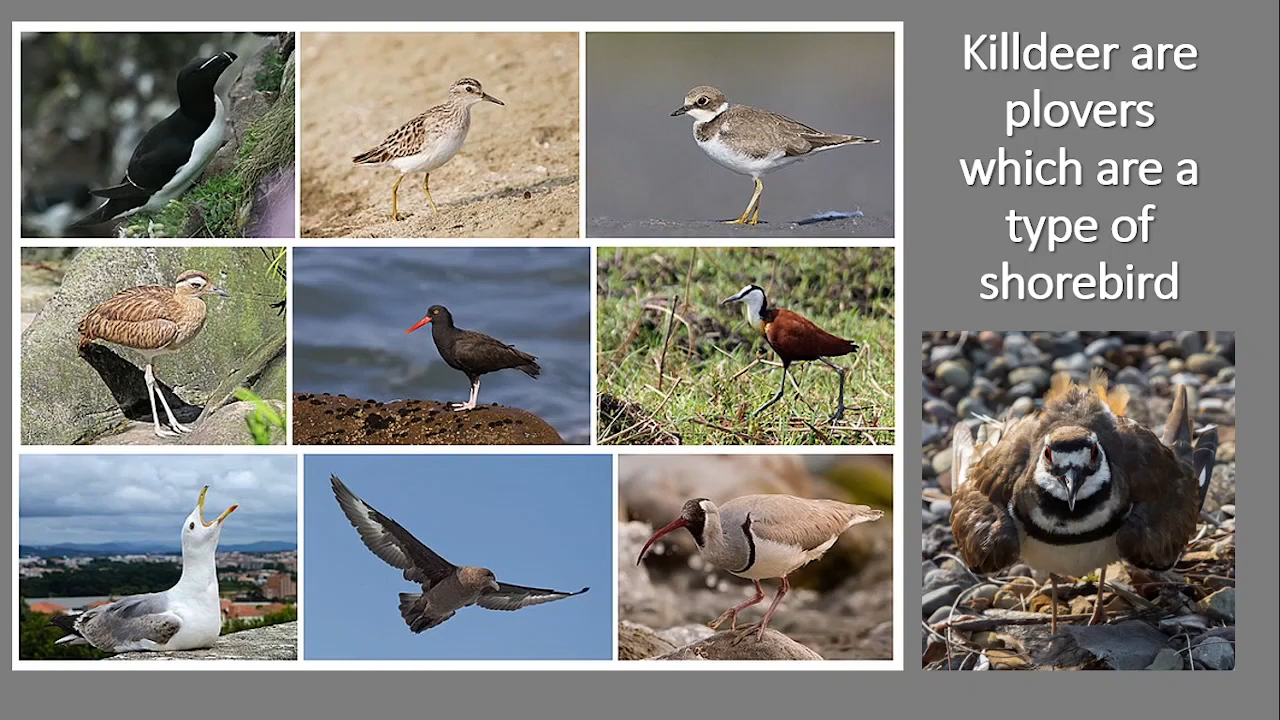 Killdeer are
plovers
which are a
type of
shorebird